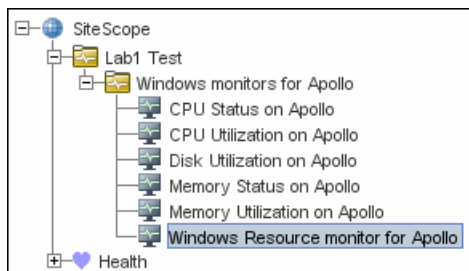 SiteScope
Lab1 Test
Windows monitors for Apollo
CPU Status on Apollo
CPU Utilization on Apollo
Disk Utilization on Apollo
Memory Status on Apollo
Memory Utilization on Apollo
Windows Resource monitor for Apollo
Health